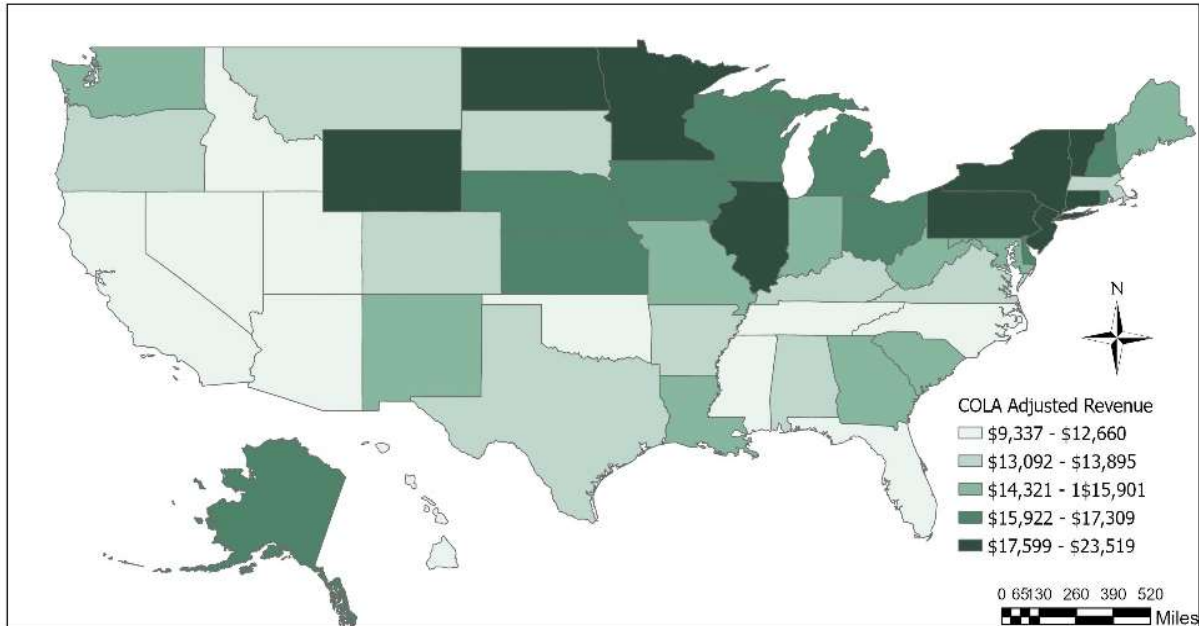 N
COLA Adjusted Revenue
$9,337 - $12,660
$13,092 - $13,895
$14,321 - 1$15,901
$15,922 - $17,309
$17,599 - $23,519
0 65130 260 390 520
Miles